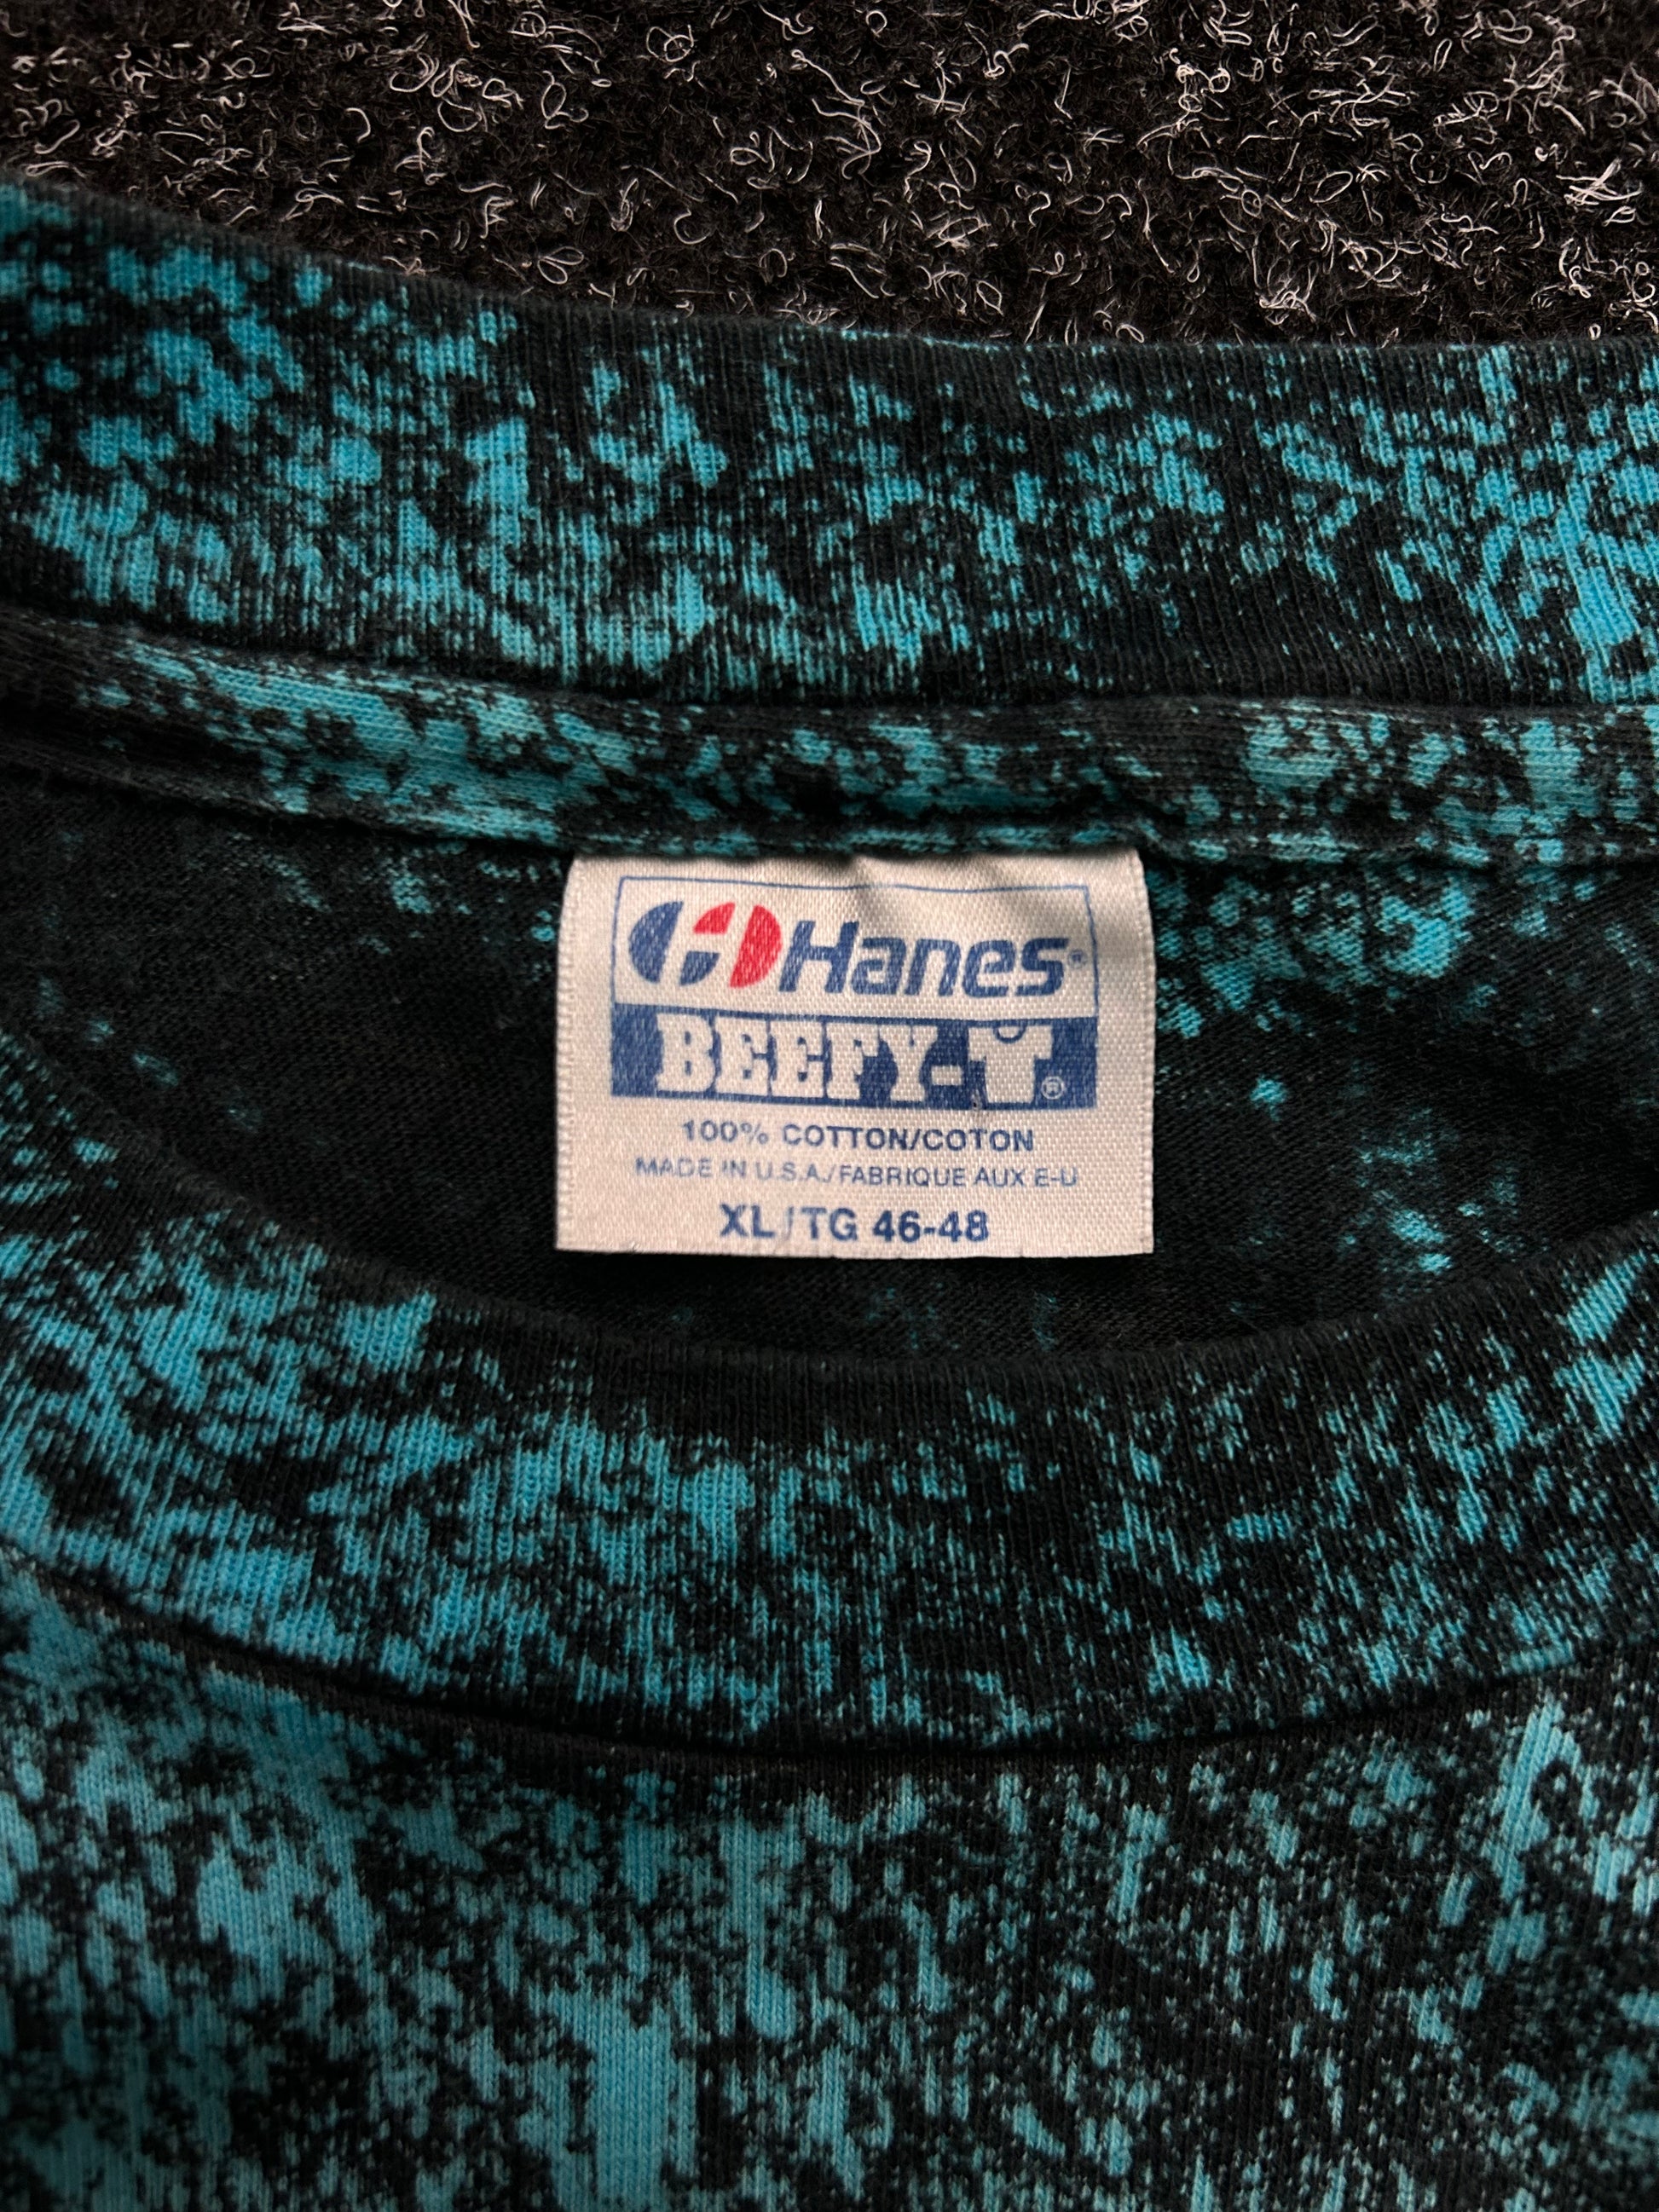 Hanes®
BEEFY-T®
100% COTTON/COTON
MADE IN U.S.A./FABRIQUE AUX E-U
XL/TG 46-48